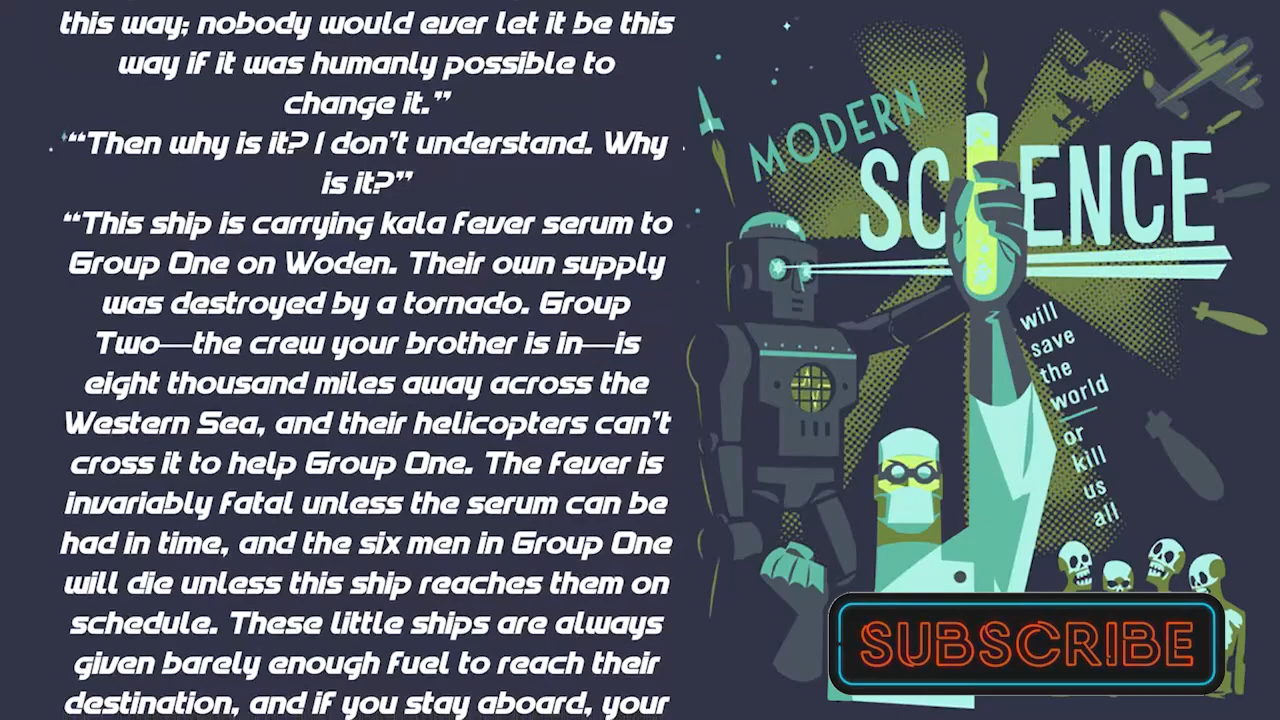 this way; nobody would ever let it be this
way if it was humanly possible to
change it.”
“Then why is it? I don’t understand. Why
is it?”
“This ship is carrying kala fever serum to
Group One on Woden. Their own supply
was destroyed by a tornado. Group
Two—the crew your brother is in—is
eight thousand miles away across the
Western Sea, and their helicopters can’t
cross it to help Group One. The fever is
invariably fatal unless the serum can be
had in time, and the six men in Group One
will die unless this ship reaches them on
schedule. These little ships are always
given barely enough fuel to reach their
destination, and if you stay aboard, your
MODERN
SCIENCE
will
save
the
world
or
kill
us
all
SUBSCRIBE